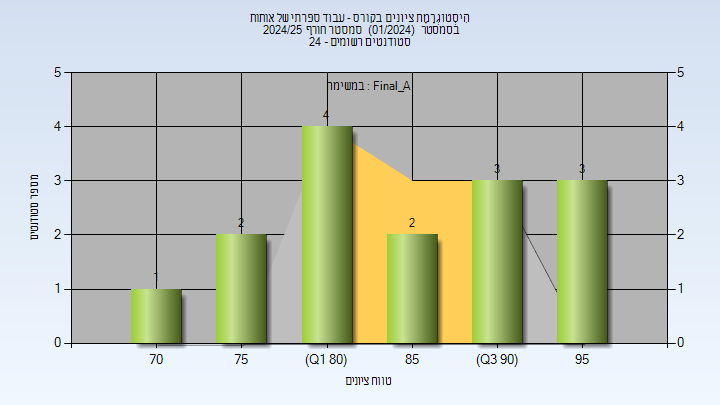 היסטוגרמת ציונים בקורס - עבוד ספרתי של אותות
בסמסטר (01/2024) סמסטר חורף 2024/25
סטודנטים רשומים - 24
במשימה : Final_A
5 5
4 4
3 3
2 2
1 1
0 0
1 2 4 2 3 3
מספר סטודנטים
70 75 (Q1 80) 85 (Q3 90) 95
טווח ציונים